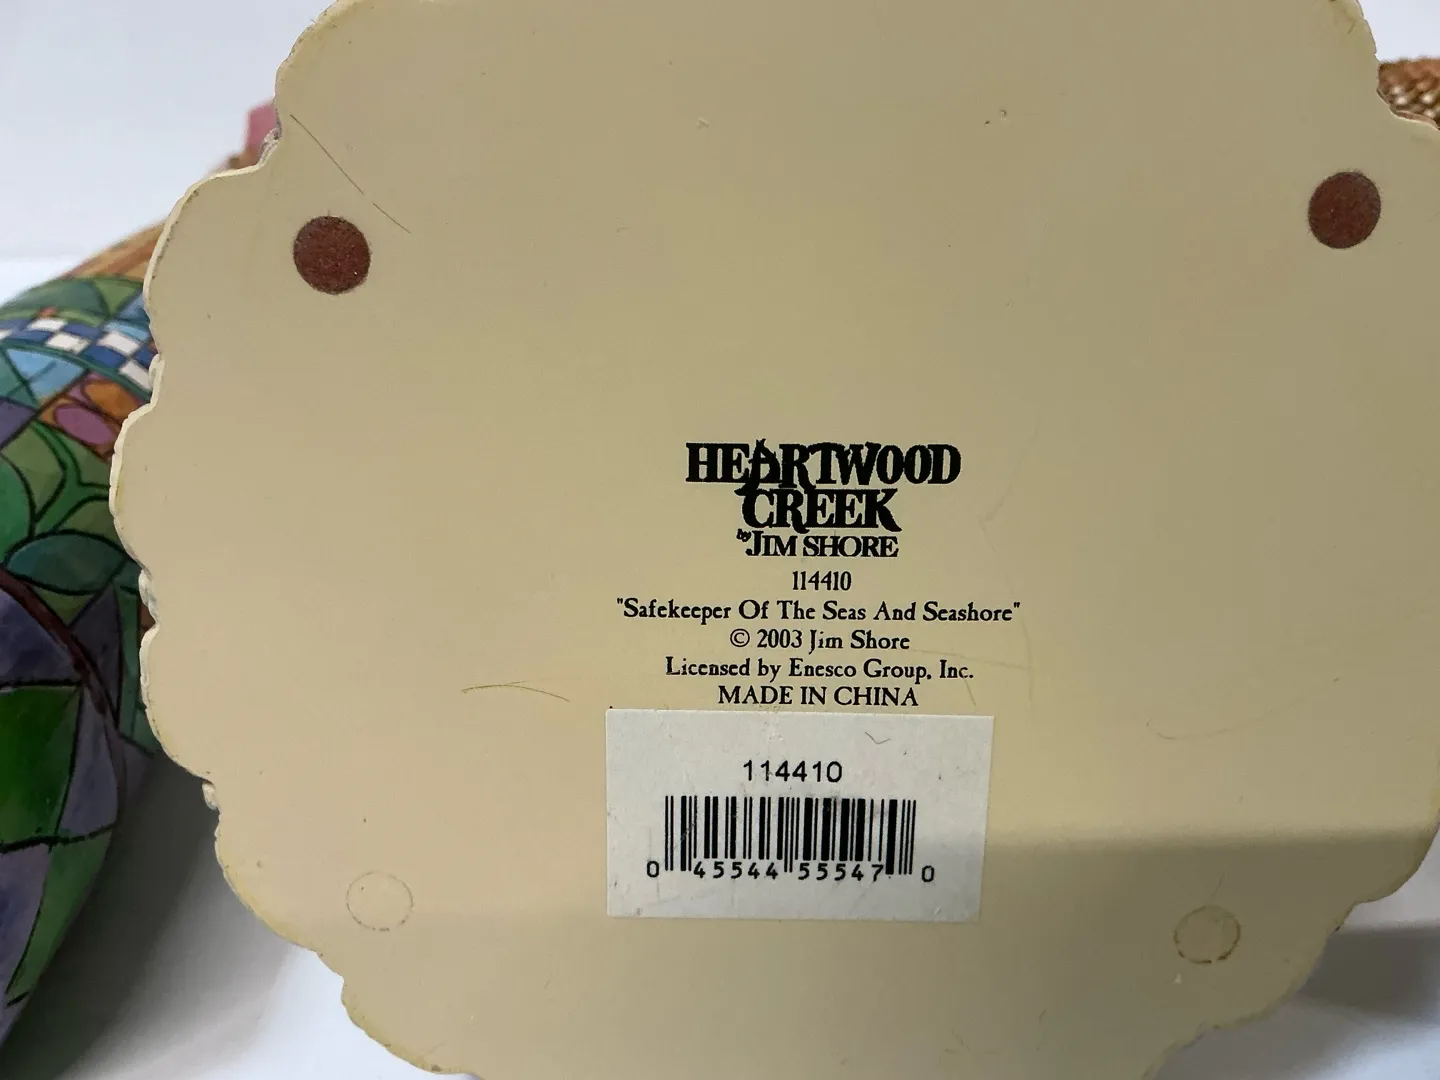 HEARTWOOD
CREEK
by JIM SHORE
114410
"Safekeeper Of The Seas And Seashore"
© 2003 Jim Shore
Licensed by Enesco Group, Inc.
MADE IN CHINA
114410
0 45544 55547 0